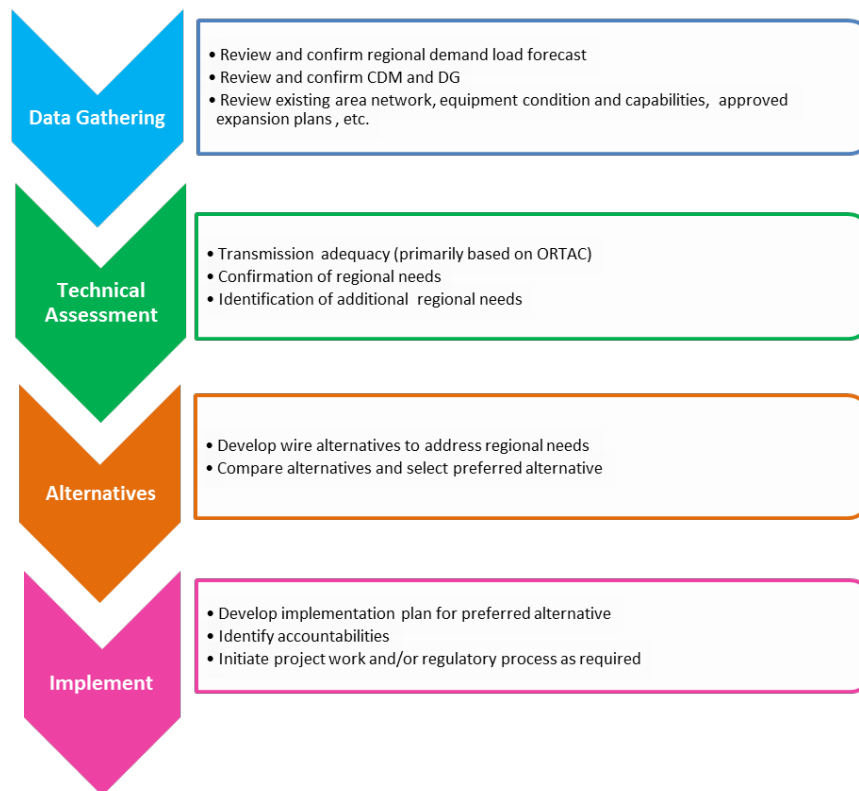 Data Gathering
• Review and confirm regional demand load forecast
• Review and confirm CDM and DG
• Review existing area network, equipment condition and capabilities, approved
expansion plans , etc.
Technical
Assessment
• Transmission adequacy (primarily based on ORTAC)
• Confirmation of regional needs
• Identification of additional regional needs
Alternatives
• Develop wire alternatives to address regional needs
• Compare alternatives and select preferred alternative
Implement
• Develop implementation plan for preferred alternative
• Identify accountabilities
• Initiate project work and/or regulatory process as required